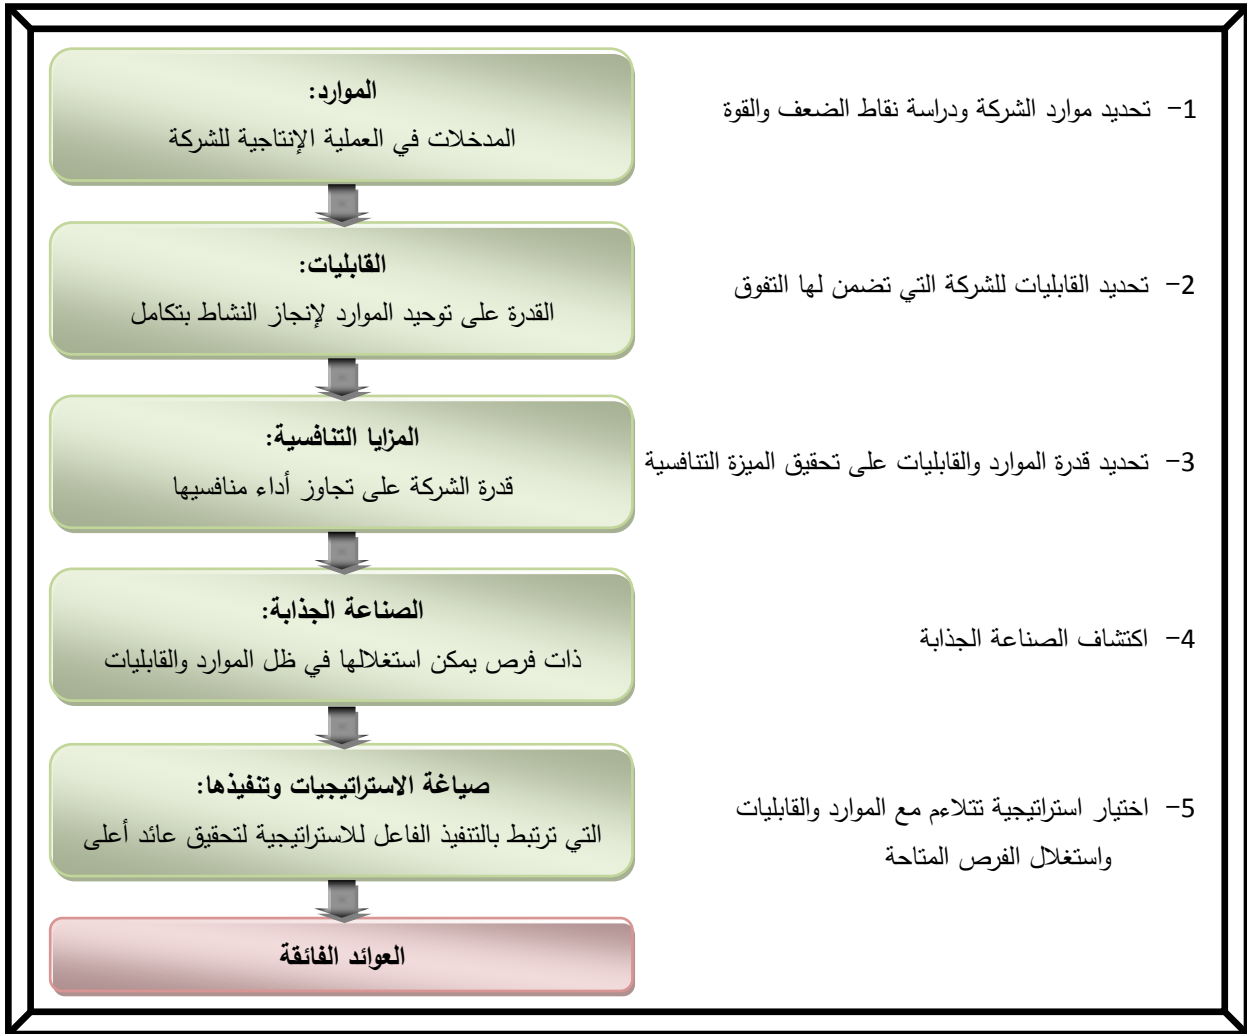 1- تحديد موارد الشركة ودراسة نقاط الضعف والقوة
الموارد:
المدخلات في العملية الإنتاجية للشركة
2- تحديد القابليات للشركة التي تضمن لها التفوق
القابليات:
القدرة على توحيد الموارد لإنجاز النشاط بتكامل
3- تحديد قدرة الموارد والقابليات على تحقيق الميزة التنافسية
المزايا التنافسية:
قدرة الشركة على تجاوز أداء منافسيها
4- اكتشاف الصناعة الجذابة
الصناعة الجذابة:
ذات فرص يمكن استغلالها في ظل الموارد والقابليات
5- اختيار استراتيجية تتلاءم مع الموارد والقابليات
واستغلال الفرص المتاحة
صياغة الاستراتيجيات وتنفيذها:
التي ترتبط بالتنفيذ الفاعل للاستراتيجية لتحقيق عائد أعلى
العوائد الفائقة